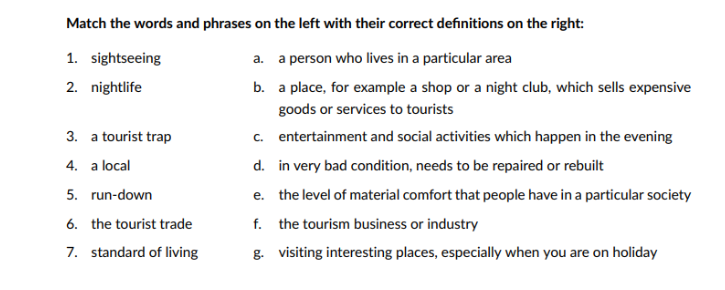 Match the words and phrases on the left with their correct definitions on the right:
1. sightseeing a. a person who lives in a particular area
2. nightlife b. a place, for example a shop or a night club, which sells expensive
goods or services to tourists
3. a tourist trap c. entertainment and social activities which happen in the evening
4. a local d. in very bad condition, needs to be repaired or rebuilt
5. run-down e. the level of material comfort that people have in a particular society
6. the tourist trade f. the tourism business or industry
7. standard of living g. visiting interesting places, especially when you are on holiday